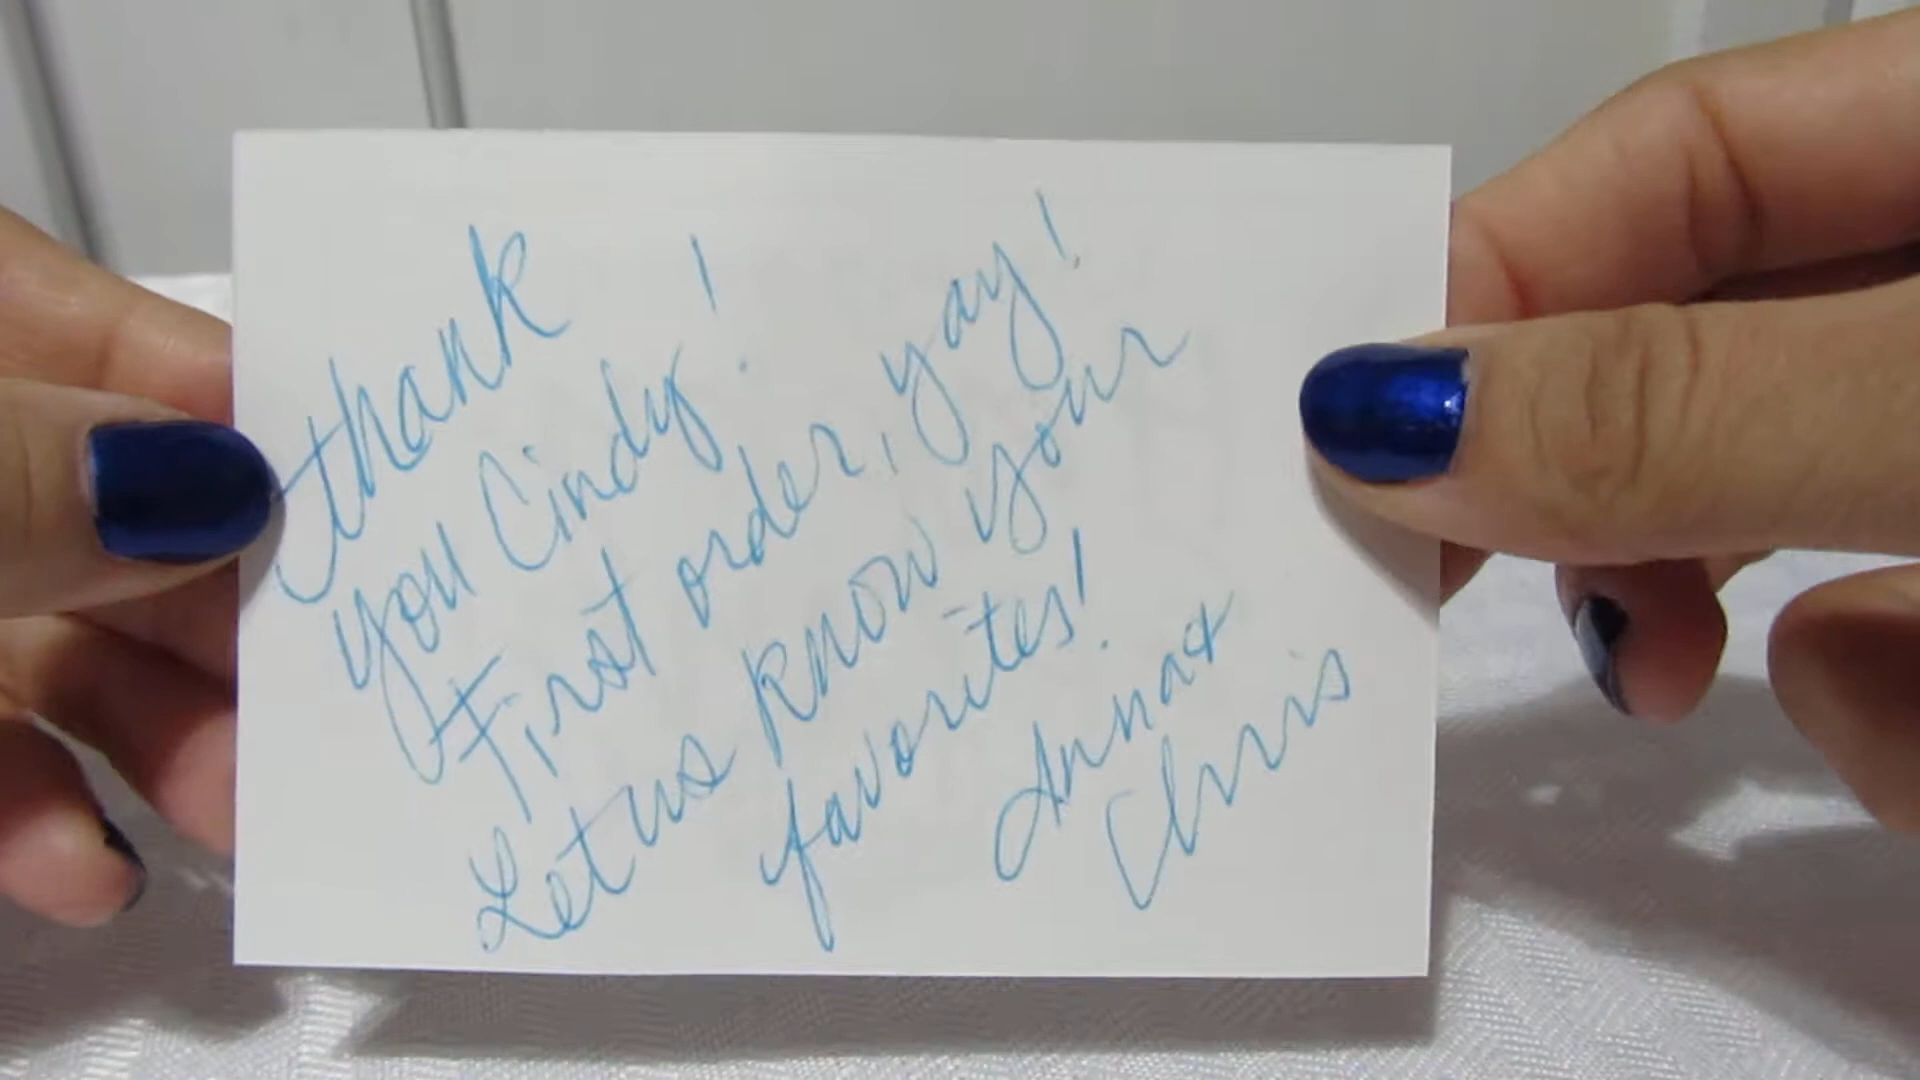 thank
you Cindy!
First order, yay!
Let us know your
favorites!
Anna &
Chris